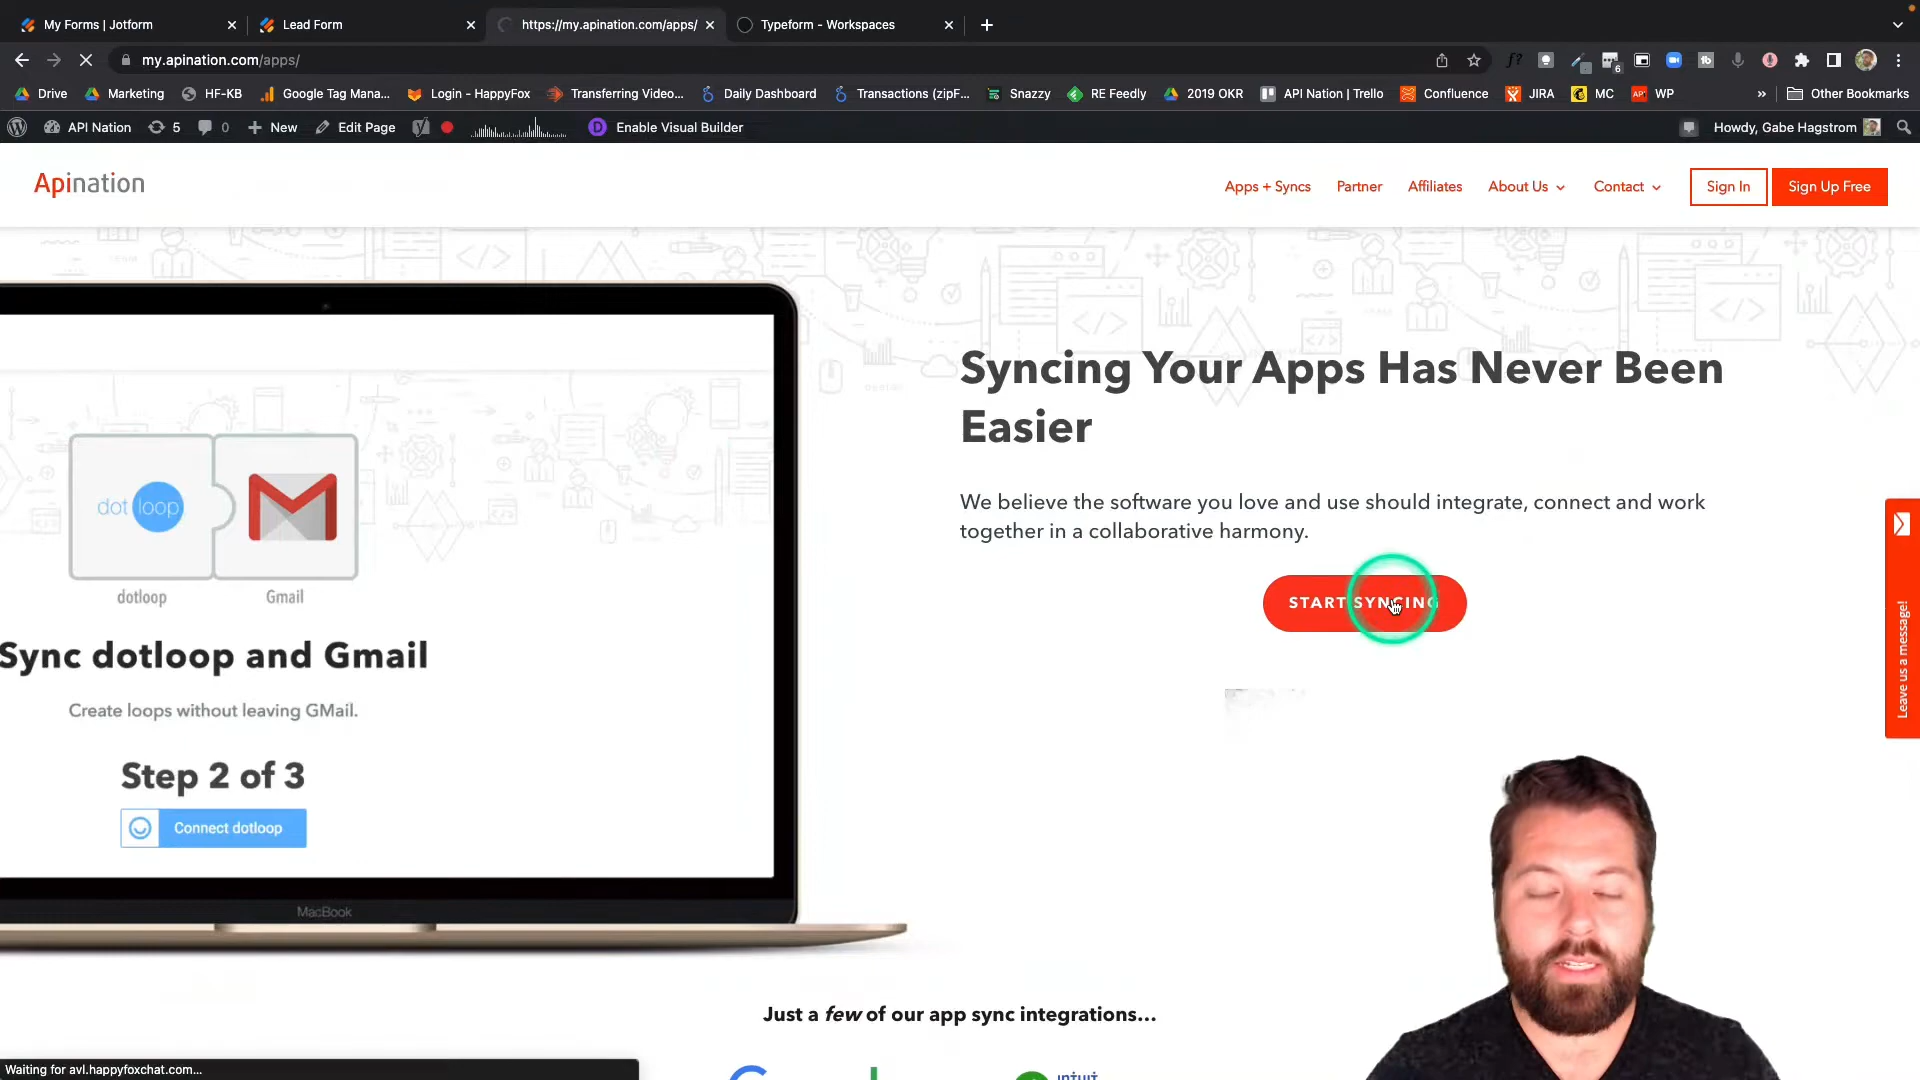 My Forms | Jotform
Lead Form
https://my.apination.com/apps/
Typeform - Workspaces
my.apination.com/apps/
6
Drive
Marketing
HF-KB
Google Tag Mana...
Login - HappyFox
Transferring Video...
Daily Dashboard
Transactions (zipF...
Snazzy
RE Feedly
2019 OKR
API Nation | Trello
Confluence
JIRA
MC
WP
»
Other Bookmarks
API Nation
5
0
New
Edit Page
D
Enable Visual Builder
Howdy, Gabe Hagstrom
Apination
Apps + Syncs
Partner
Affiliates
About Us
Contact
Sign In
Sign Up Free
Syncing Your Apps Has Never Been
Easier
We believe the software you love and use should integrate, connect and work
together in a collaborative harmony.
START SYNCING
Leave us a message!
dotloop
dotloop
Gmail
Sync dotloop and Gmail
Create loops without leaving GMail.
Step 2 of 3
Connect dotloop
MacBook
Just a few of our app sync integrations...
Waiting for avl.happyfoxchat.com...